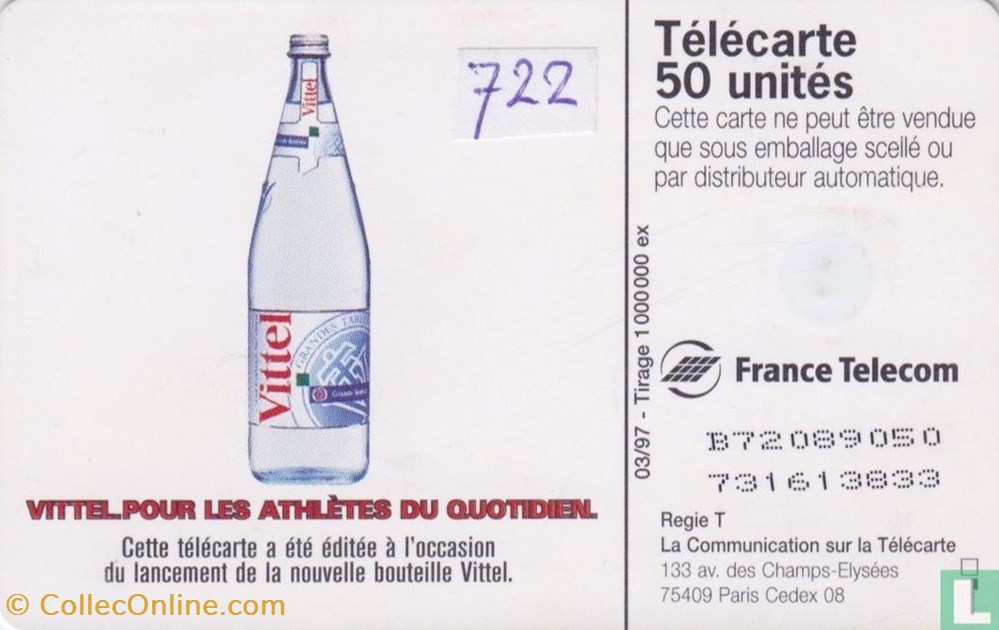 722
Télécarte
50 unités
Cette carte ne peut être vendue
que sous emballage scellé ou
par distributeur automatique.
03/97 - Tirage 1 000 000 ex
France Telecom
B72089050
731613833
Regie T
La Communication sur la Télécarte
133 av. des Champs-Elysées
75409 Paris Cedex 08
Vittel
Vittel
GRANDES
VITTEL.POUR LES ATHLÈTES DU QUOTIDIEN.
Cette télécarte a été éditée à l'occasion
du lancement de la nouvelle bouteille Vittel.
© CollecOnline.com